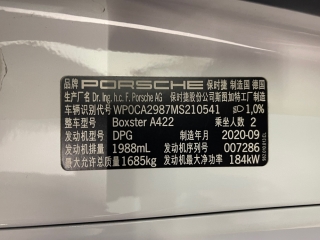 品牌 PORSCHE 保时捷 制造国 德国
生产厂名 Dr. Ing. h.c. F. Porsche AG 保时捷股份公司斯图加特工厂制造
车辆识别代号 WP0CA2987MS210541 1,0%
整车型号 Boxster A422 乘坐人数 2
发动机型号 DPG 制造年月 2020-09
发动机排量 1988mL 发动机序列号 007286
最大允许总质量 1685kg 发动机最大净功率 184kW